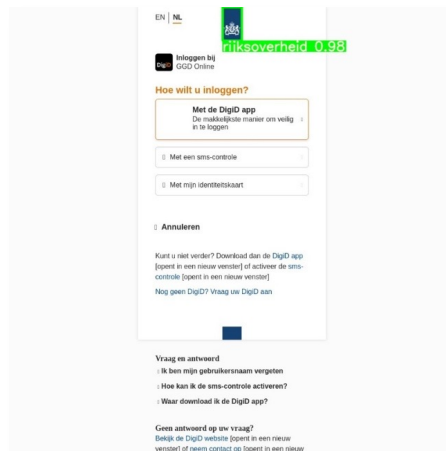 EN | NL
rijksoverheid 0.98
DigiD
Inloggen bij
GGD Online
Hoe wilt u inloggen?
Met de DigiD app
De makkelijkste manier om veilig
in te loggen
Met een sms-controle
Met mijn identiteitskaart
Annuleren
Kunt u niet verder? Download dan de DigiD app
[opent in een nieuw venster] of activeer de sms-
controle [opent in een nieuw venster]
Nog geen DigiD? Vraag uw DigiD aan
Vraag en antwoord
Ik ben mijn gebruikersnaam vergeten
Hoe kan ik de sms-controle activeren?
Waar download ik de DigiD app?
Geen antwoord op uw vraag?
Bekijk de DigiD website [opent in een nieuw
venster] of neem contact op [opent in een nieuw